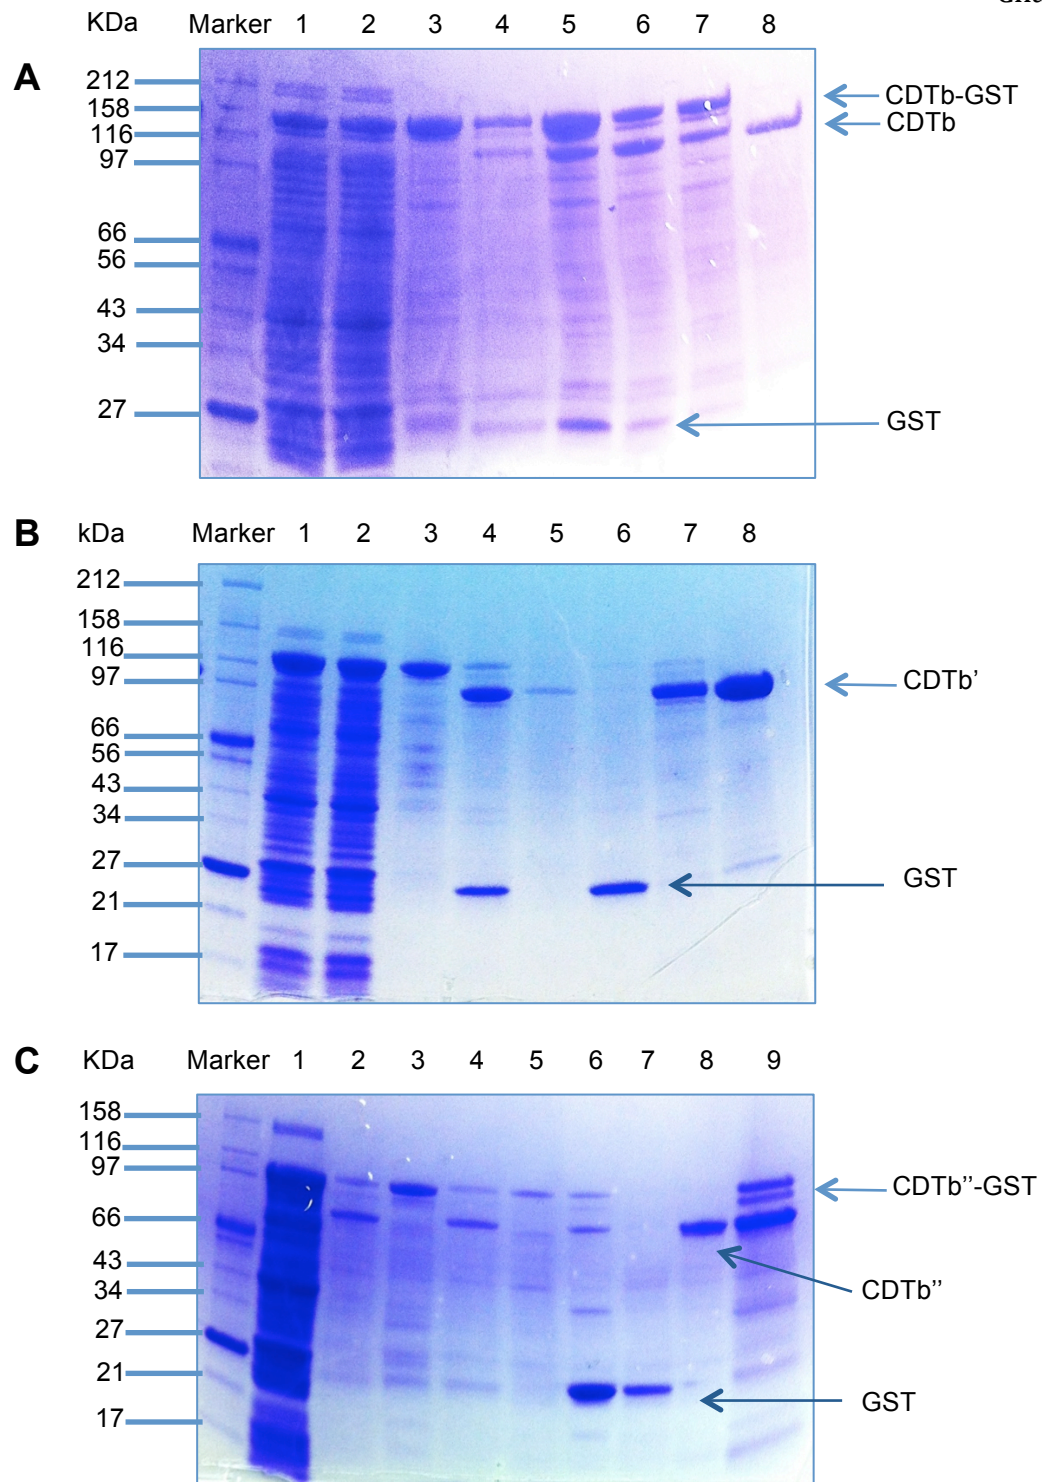 KDa Marker 1 2 3 4 5 6 7 8
A
212
158
116
97
66
56
43
34
27
CDTb-GST
CDTb
GST
B kDa Marker 1 2 3 4 5 6 7 8
212
158
116
97
66
56
43
34
27
21
17
CDTb’
GST
C KDa Marker 1 2 3 4 5 6 7 8 9
158
116
97
66
43
34
27
21
17
CDTb’’-GST
CDTb’’
GST